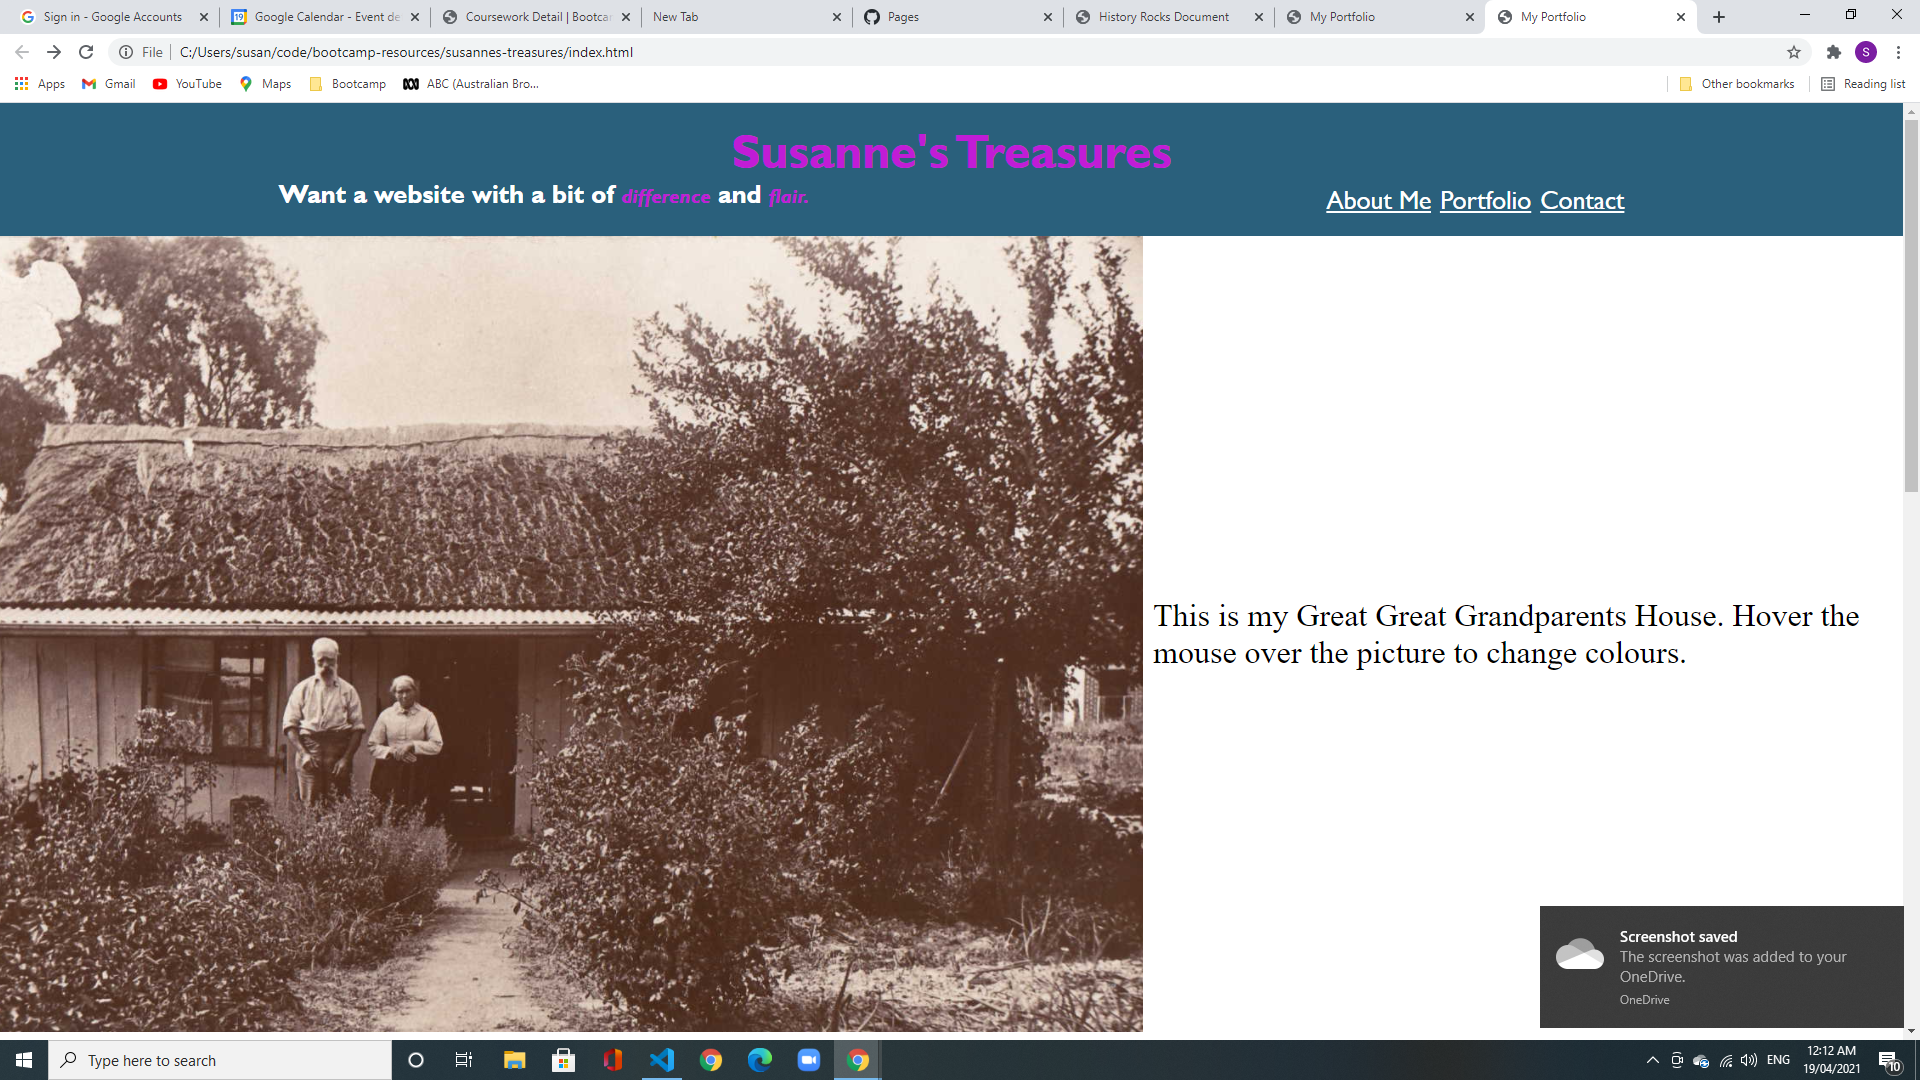 Sign in - Google Accounts
Google Calendar - Event de
Coursework Detail | Bootcam
New Tab
Pages
History Rocks Document
My Portfolio
My Portfolio
File C:/Users/susan/code/bootcamp-resources/susannes-treasures/index.html
S
Apps
Gmail
YouTube
Maps
Bootcamp
ABC (Australian Bro...
Other bookmarks
Reading list
Susanne's Treasures
Want a website with a bit of difference and flair.
About Me Portfolio Contact
This is my Great Great Grandparents House. Hover the
mouse over the picture to change colours.
Screenshot saved
The screenshot was added to your
OneDrive.
OneDrive
Type here to search
ENG
12:12 AM
19/04/2021
10